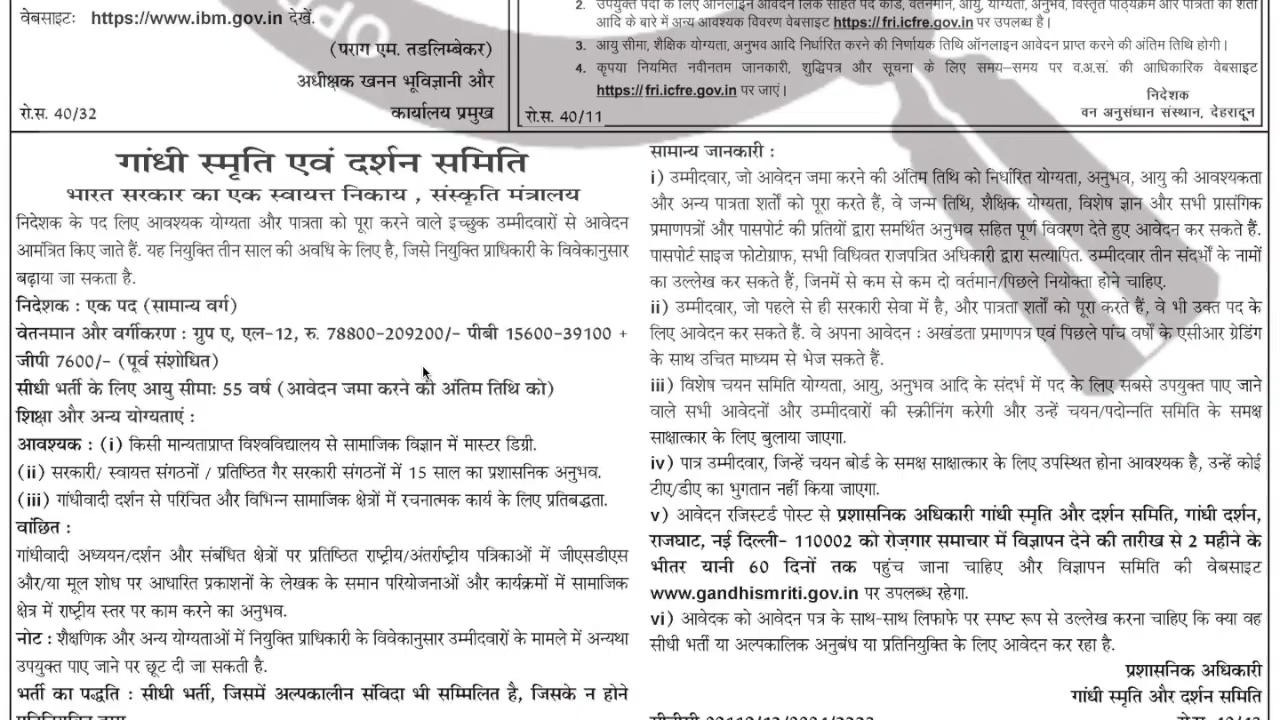 वेबसाइटः https://www.ibm.gov.in देखें.
(पराग एम. तडलिम्बेकर)
अधीक्षक खनन भूविज्ञानी और
रो.स. 40/32 कार्यालय प्रमुख
2. उपयुक्त पदों के लिए ऑनलाइन आवेदन लिंक सहित पद कोड, वेतनमान, आयु, योग्यता, अनुभव, विस्तृत पाठ्यक्रम और पात्रता की शर्तों
आदि के बारे में अन्य आवश्यक विवरण वेबसाइट https://fri.icfre.gov.in पर उपलब्ध है।
3. आयु सीमा, शैक्षिक योग्यता, अनुभव आदि निर्धारित करने की निर्णायक तिथि ऑनलाइन आवेदन प्राप्त करने की अंतिम तिथि होगी।
4. कृपया नियमित नवीनतम जानकारी, शुद्धिपत्र और सूचना के लिए समय–समय पर व.अ.सं. की आधिकारिक वेबसाइट
https://fri.icfre.gov.in पर जाएं।
निदेशक
रो.स. 40/11 वन अनुसंधान संस्थान, देहरादून
गांधी स्मृति एवं दर्शन समिति
भारत सरकार का एक स्वायत्त निकाय , संस्कृति मंत्रालय
निदेशक के पद लिए आवश्यक योग्यता और पात्रता को पूरा करने वाले इच्छुक उम्मीदवारों से आवेदन
आमंत्रित किए जाते हैं. यह नियुक्ति तीन साल की अवधि के लिए है, जिसे नियुक्ति प्राधिकारी के विवेकानुसार
बढ़ाया जा सकता है.
निदेशक : एक पद (सामान्य वर्ग)
वेतनमान और वर्गीकरण : ग्रुप ए, एल-12, रु. 78800-209200/- पीबी 15600-39100 +
जीपी 7600/- (पूर्व संशोधित)
सीधी भर्ती के लिए आयु सीमाः 55 वर्ष (आवेदन जमा करने की अंतिम तिथि को)
शिक्षा और अन्य योग्यताएं :
आवश्यक : (i) किसी मान्यताप्राप्त विश्वविद्यालय से सामाजिक विज्ञान में मास्टर डिग्री.
(ii) सरकारी/ स्वायत्त संगठनों / प्रतिष्ठित गैर सरकारी संगठनों में 15 साल का प्रशासनिक अनुभव.
(iii) गांधीवादी दर्शन से परिचित और विभिन्न सामाजिक क्षेत्रों में रचनात्मक कार्य के लिए प्रतिबद्धता.
वांछित :
गांधीवादी अध्ययन/दर्शन और संबंधित क्षेत्रों पर प्रतिष्ठित राष्ट्रीय/अंतर्राष्ट्रीय पत्रिकाओं में जीएसडीएस
और/या मूल शोध पर आधारित प्रकाशनों के लेखक के समान परियोजनाओं और कार्यक्रमों में सामाजिक
क्षेत्र में राष्ट्रीय स्तर पर काम करने का अनुभव.
नोट : शैक्षणिक और अन्य योग्यताओं में नियुक्ति प्राधिकारी के विवेकानुसार उम्मीदवारों के मामले में अन्यथा
उपयुक्त पाए जाने पर छूट दी जा सकती है.
भर्ती का पद्धति : सीधी भर्ती, जिसमें अल्पकालीन संविदा भी सम्मिलित है, जिसके न होने
सामान्य जानकारी :
i) उम्मीदवार, जो आवेदन जमा करने की अंतिम तिथि को निर्धारित योग्यता, अनुभव, आयु की आवश्यकता
और अन्य पात्रता शर्तों को पूरा करते हैं, वे जन्म तिथि, शैक्षिक योग्यता, विशेष ज्ञान और सभी प्रासंगिक
प्रमाणपत्रों और पासपोर्ट की प्रतियों द्वारा समर्थित अनुभव सहित पूर्ण विवरण देते हुए आवेदन कर सकते हैं.
पासपोर्ट साइज फोटोग्राफ, सभी विधिवत राजपत्रित अधिकारी द्वारा सत्यापित. उम्मीदवार तीन संदर्भों के नामों
का उल्लेख कर सकते हैं, जिनमें से कम से कम दो वर्तमान/पिछले नियोक्ता होने चाहिए.
ii) उम्मीदवार, जो पहले से ही सरकारी सेवा में है, और पात्रता शर्तों को पूरा करते हैं, वे भी उक्त पद के
लिए आवेदन कर सकते हैं. वे अपना आवेदन : अखंडता प्रमाणपत्र एवं पिछले पांच वर्षों के एसीआर ग्रेडिंग
के साथ उचित माध्यम से भेज सकते हैं.
iii) विशेष चयन समिति योग्यता, आयु, अनुभव आदि के संदर्भ में पद के लिए सबसे उपयुक्त पाए जाने
वाले सभी आवेदनों और उम्मीदवारों की स्क्रीनिंग करेगी और उन्हें चयन/पदोन्नति समिति के समक्ष
साक्षात्कार के लिए बुलाया जाएगा.
iv) पात्र उम्मीदवार, जिन्हें चयन बोर्ड के समक्ष साक्षात्कार के लिए उपस्थित होना आवश्यक है, उन्हें कोई
टीए/डीए का भुगतान नहीं किया जाएगा.
v) आवेदन रजिस्टर्ड पोस्ट से प्रशासनिक अधिकारी गांधी स्मृति और दर्शन समिति, गांधी दर्शन,
राजघाट, नई दिल्ली- 110002 को रोज़गार समाचार में विज्ञापन देने की तारीख से 2 महीने के
भीतर यानी 60 दिनों तक पहुंच जाना चाहिए और विज्ञापन समिति की वेबसाइट
www.gandhismriti.gov.in पर उपलब्ध रहेगा.
vi) आवेदक को आवेदन पत्र के साथ-साथ लिफाफे पर स्पष्ट रूप से उल्लेख करना चाहिए कि क्या वह
सीधी भर्ती या अल्पकालिक अनुबंध या प्रतिनियुक्ति के लिए आवेदन कर रहा है.
प्रशासनिक अधिकारी
गांधी स्मृति और दर्शन समिति